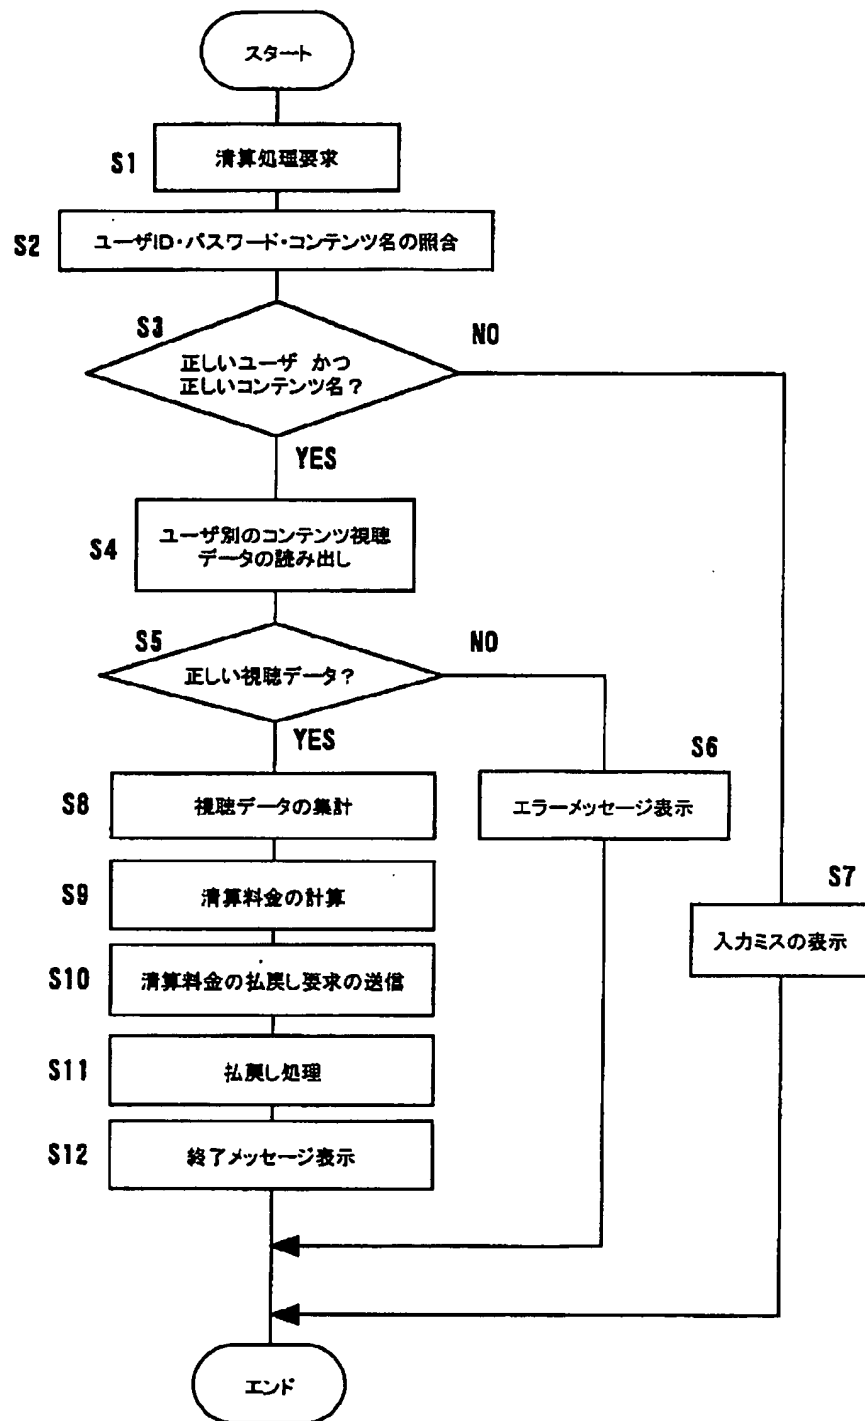 スタート
S1
清算処理要求
S2
ユーザID・パスワード・コンテンツ名の照合
S3
NO
正しいユーザ かつ
正しいコンテンツ名?
YES
S4
ユーザ別のコンテンツ視聴
データの読み出し
S5
NO
正しい視聴データ?
YES
S6
エラーメッセージ表示
S8
視聴データの集計
S7
入力ミスの表示
S9
清算料金の計算
S10
清算料金の払戻し要求の送信
S11
払戻し処理
S12
終了メッセージ表示
エンド